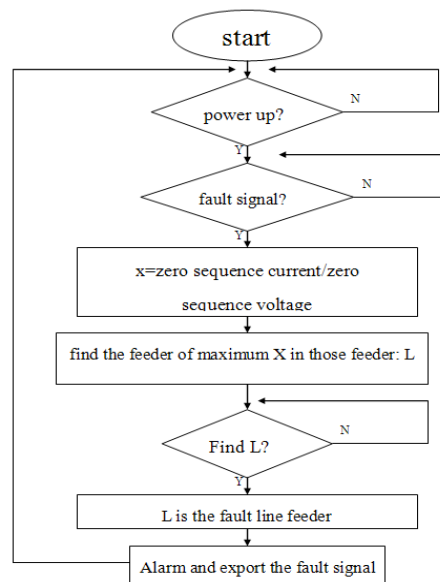 start
power up?
N
Y
fault signal?
N
Y
x=zero sequence current/zero
sequence voltage
find the feeder of maximum X in those feeder: L
Find L?
N
Y
L is the fault line feeder
Alarm and export the fault signal